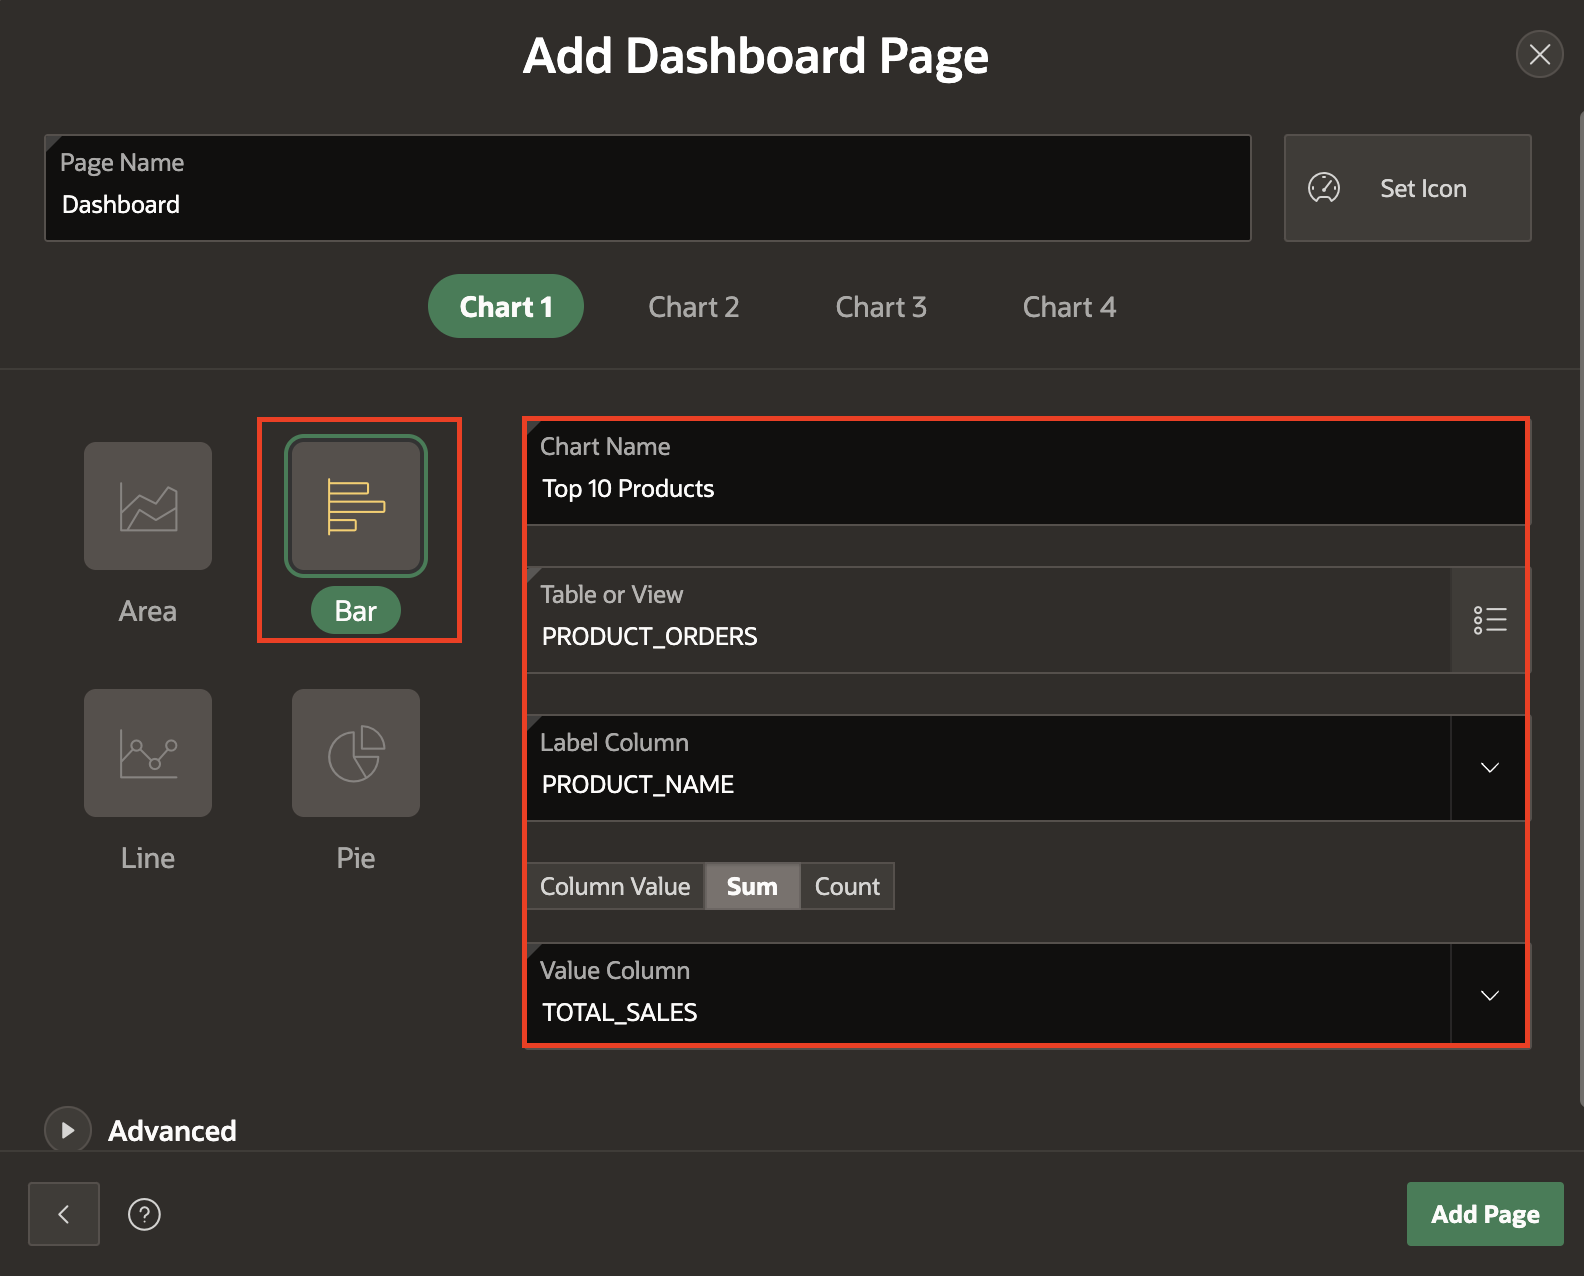 Add Dashboard Page
Page Name
Dashboard
Set Icon
Chart 1 Chart 2 Chart 3 Chart 4
Area
Bar
Line
Pie
Chart Name
Top 10 Products
Table or View
PRODUCT_ORDERS
Label Column
PRODUCT_NAME
Column Value Sum Count
Value Column
TOTAL_SALES
Advanced
?
Add Page